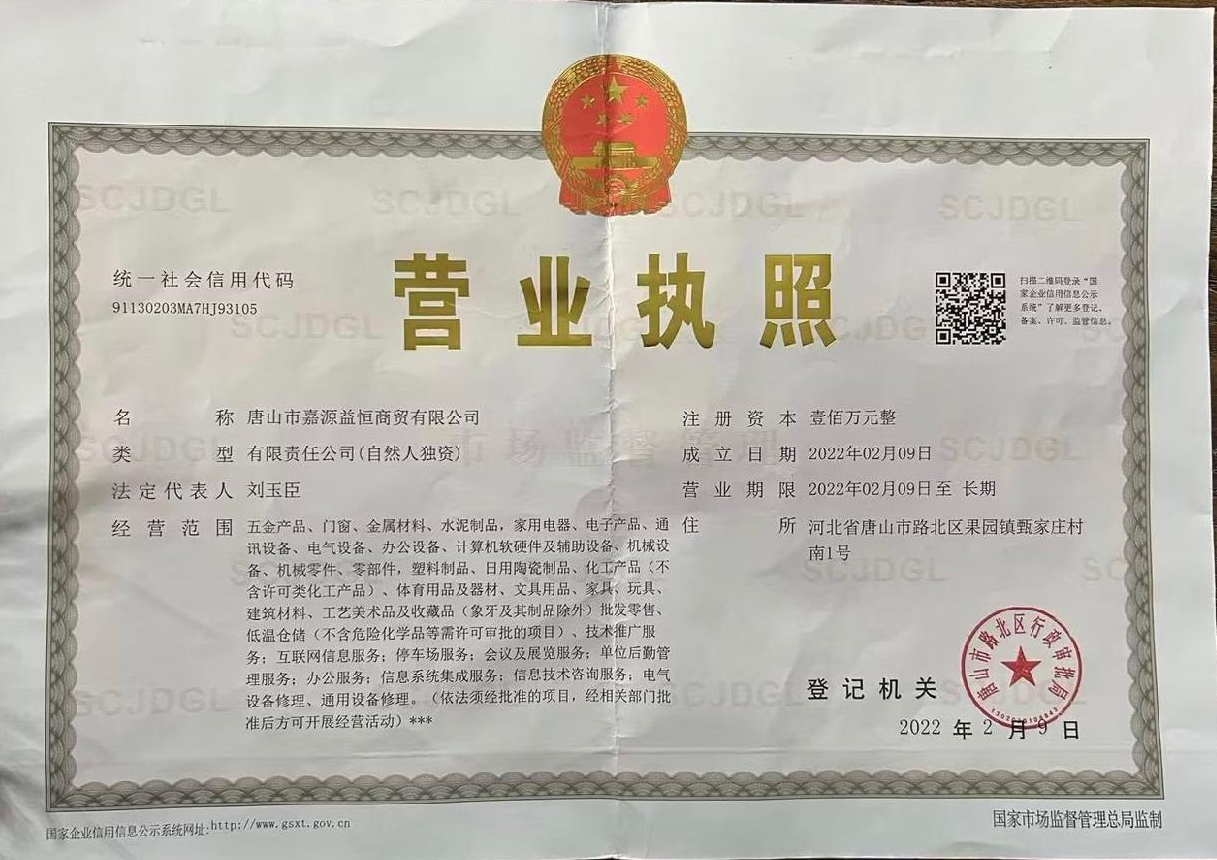 统一社会信用代码
91130203MA7HJ93105
营业执照
扫描二维码登录“国
家企业信用信息公示
系统”了解更多登记、
备案、许可、监管信息。
名称 唐山市嘉源益恒商贸有限公司
类型 有限责任公司(自然人独资)
法定代表人 刘玉臣
经营范围 五金产品、门窗、金属材料、水泥制品，家用电器、电子产品、通
讯设备、电气设备、办公设备、计算机软硬件及辅助设备、机械设
备、机械零件、零部件，塑料制品、日用陶瓷制品、化工产品（不
含许可类化工产品）、体育用品及器材、文具用品、家具、玩具、
建筑材料、工艺美术品及收藏品（象牙及其制品除外）批发零售、
低温仓储（不含危险化学品等需许可审批的项目）、技术推广服
务；互联网信息服务；停车场服务；会议及展览服务；单位后勤管
理服务；办公服务；信息系统集成服务；信息技术咨询服务；电气
设备修理、通用设备修理。（依法须经批准的项目，经相关部门批
准后方可开展经营活动）***
注册资本 壹佰万元整
成立日期 2022年02月09日
营业期限 2022年02月09日至 长期
住所 河北省唐山市路北区果园镇甄家庄村
南1号
登记机关
唐山市路北区行政审批局
2022 年 2 月 9 日
国家企业信用信息公示系统网址:http://www.gsxt.gov.cn
国家市场监督管理总局监制
SCJDGL
市场监督管理